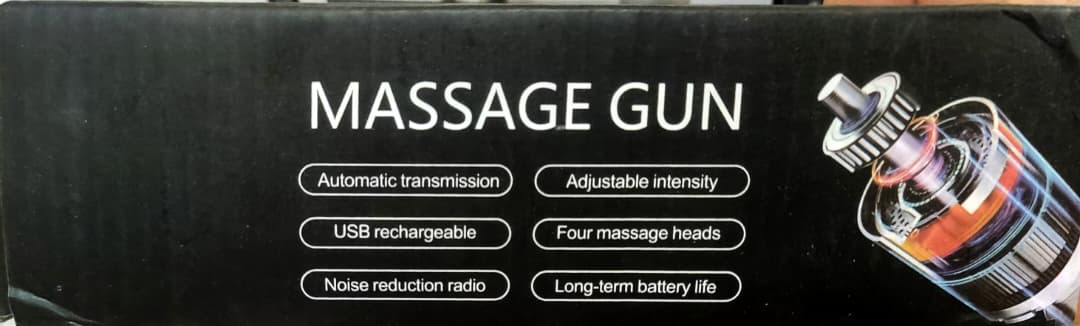 MASSAGE GUN
Automatic transmission
Adjustable intensity
USB rechargeable
Four massage heads
Noise reduction radio
Long-term battery life